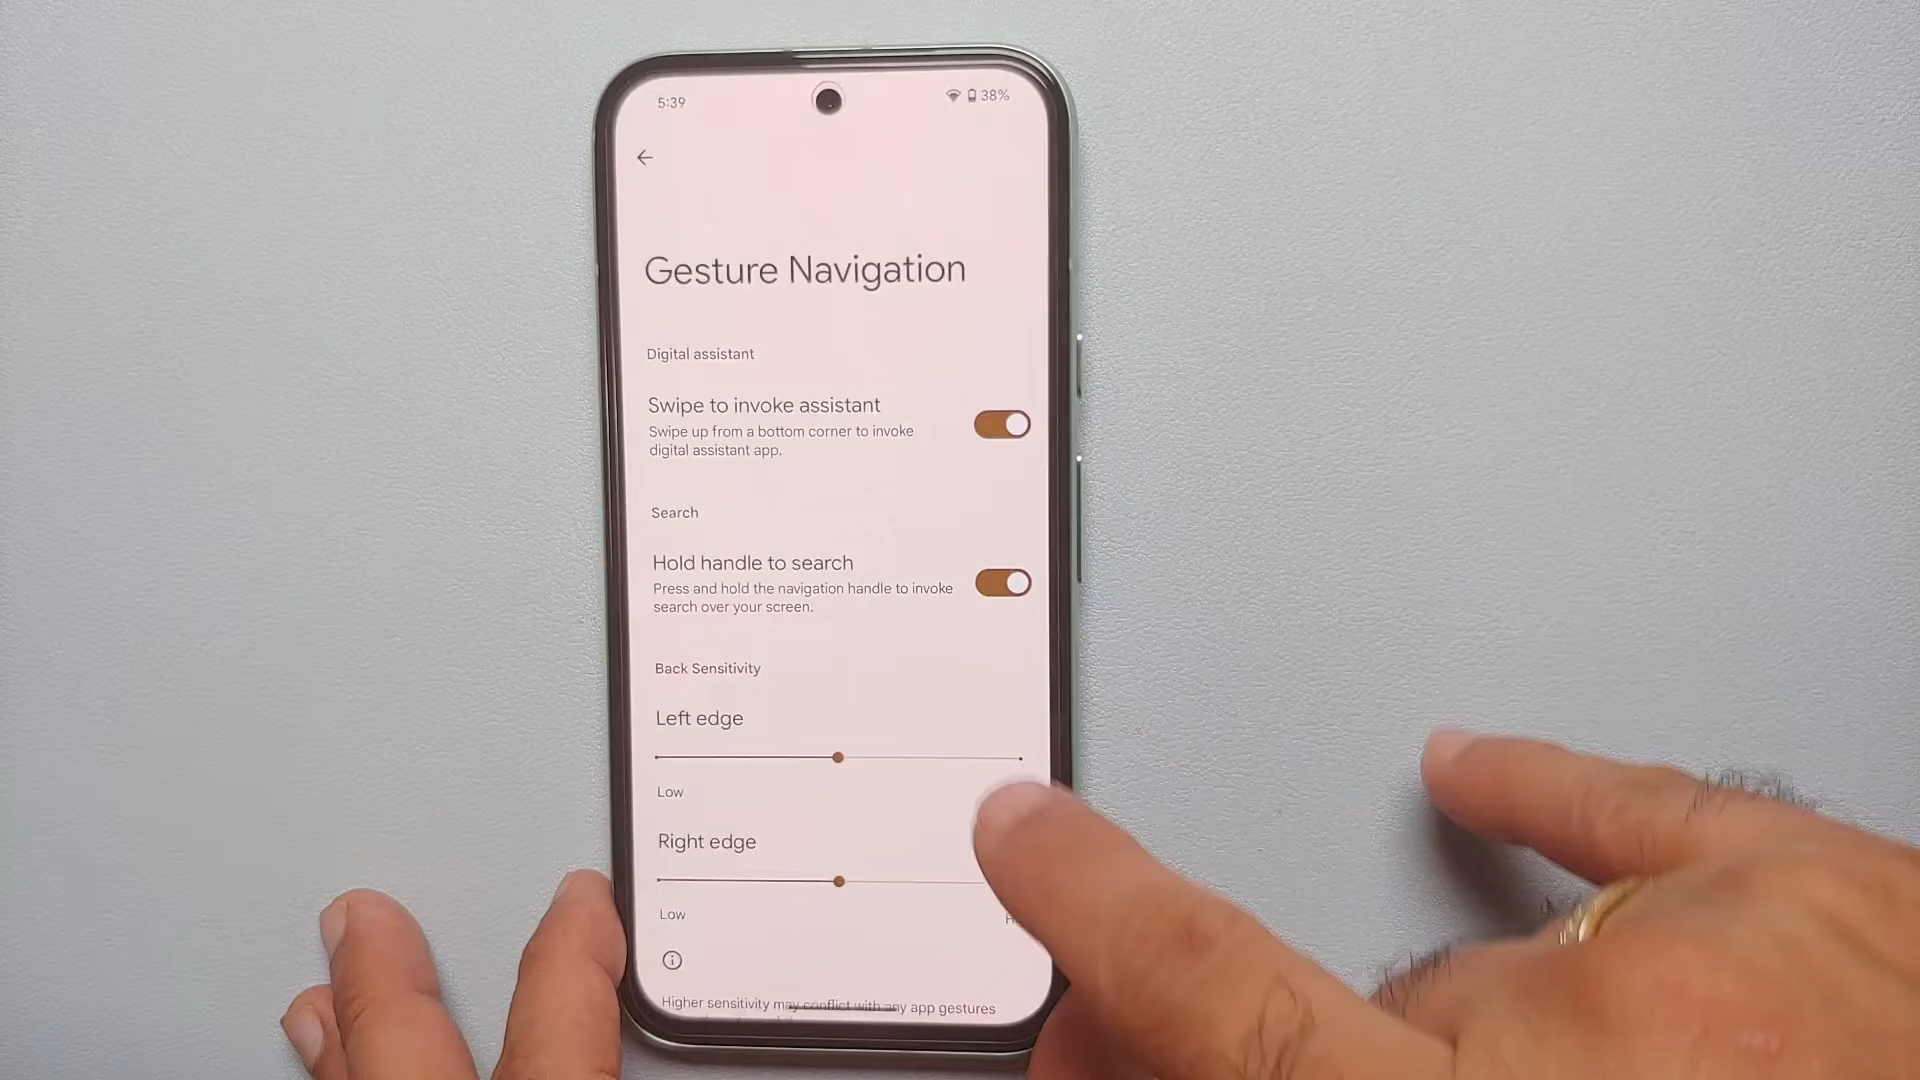 5:39
38%
Gesture Navigation
Digital assistant
Swipe to invoke assistant
Swipe up from a bottom corner to invoke
digital assistant app.
Search
Hold handle to search
Press and hold the navigation handle to invoke
search over your screen.
Back Sensitivity
Left edge
Low
Right edge
Low
Higher sensitivity may conflict with any app gestures